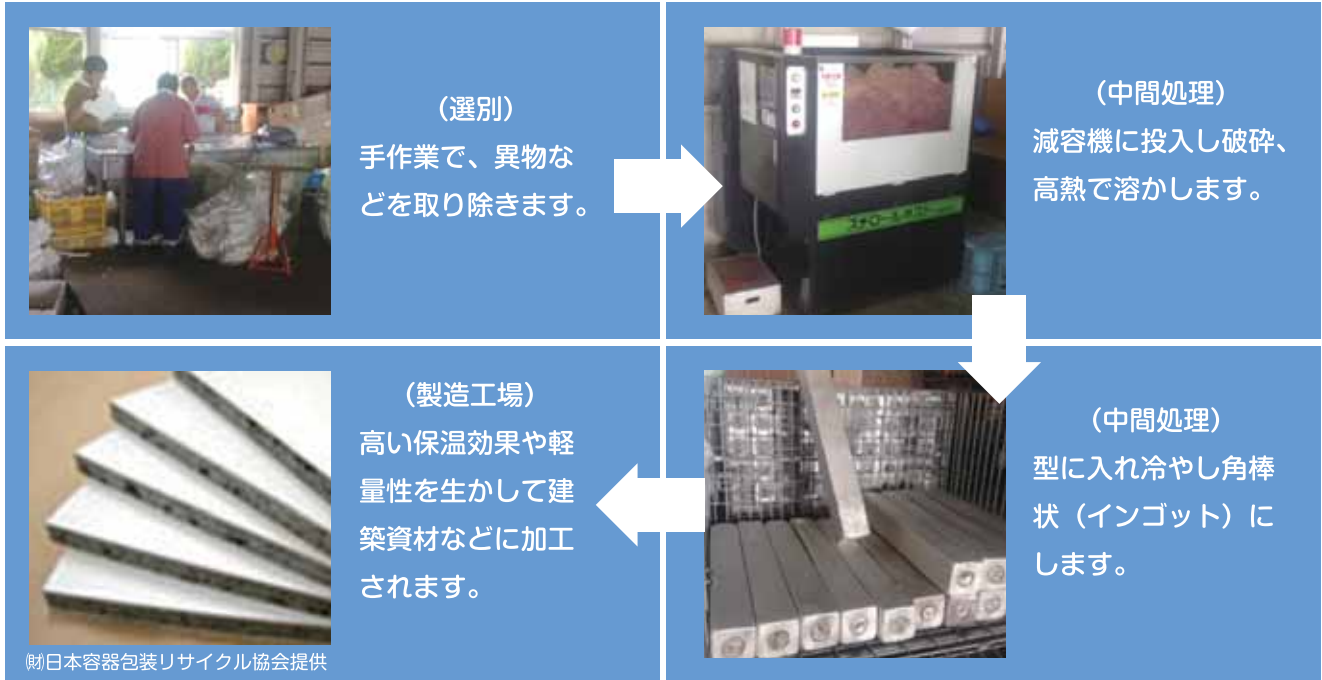 （選別）
手作業で、異物な
どを取り除きます。
（中間処理）
減容機に投入し破砕、
高熱で溶かします。
（中間処理）
型に入れ冷やし角棒
状（インゴット）に
します。
（製造工場）
高い保温効果や軽
量性を生かして建
築資材などに加工
されます。
㈶日本容器包装リサイクル協会提供